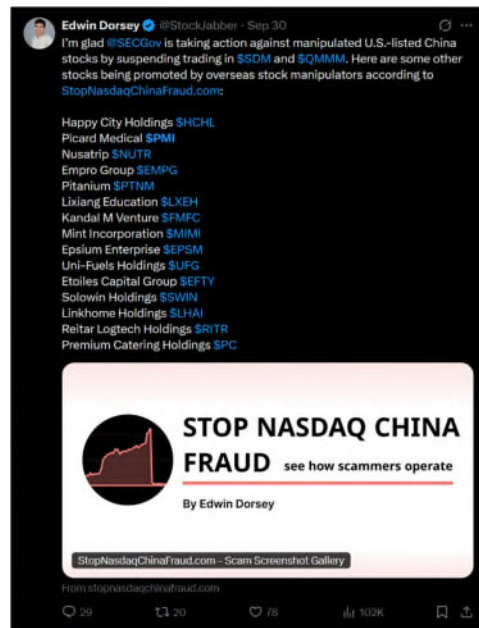 Edwin Dorsey @StockJabber · Sep 30
I'm glad @SECGov is taking action against manipulated U.S.-listed China
stocks by suspending trading in $SDM and $QMMM. Here are some other
stocks being promoted by overseas stock manipulators according to
StopNasdaqChinaFraud.com:
Happy City Holdings $HCHL
Picard Medical $PMI
Nusatrip $NUTR
Empro Group $EMPG
Pitanium $PTNM
Lixiang Education $LXEH
Kandal M Venture $FMFC
Mint Incorporation $MIMI
Epsium Enterprise $EPSM
Uni-Fuels Holdings $UFG
Etoiles Capital Group $EFTY
Solowin Holdings $SWIN
Linkhome Holdings $LHAI
Reitar Logtech Holdings $RITR
Premium Catering Holdings $PC
STOP NASDAQ CHINA
FRAUD see how scammers operate
By Edwin Dorsey
StopNasdaqChinaFraud.com - Scam Screenshot Gallery
From stopnasdaqchinafraud.com
29 20 78 102K